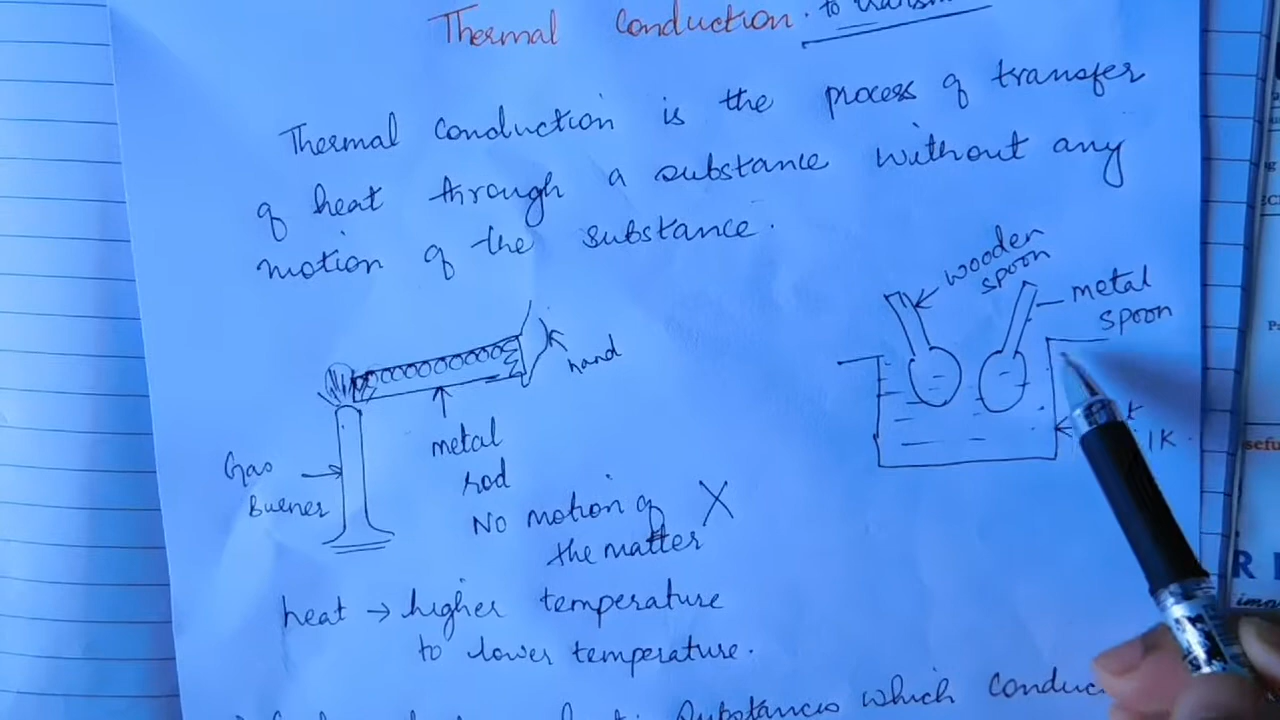 Thermal Conduction. to
Thermal Conduction is the process of transfer
of heat through a substance without any
motion of the substance.
wooden
spoon
metal
spoon
hand
metal
rod
Gas
Burner
No motion of
the matter
heat → higher temperature
to lower temperature.
substances which conduc